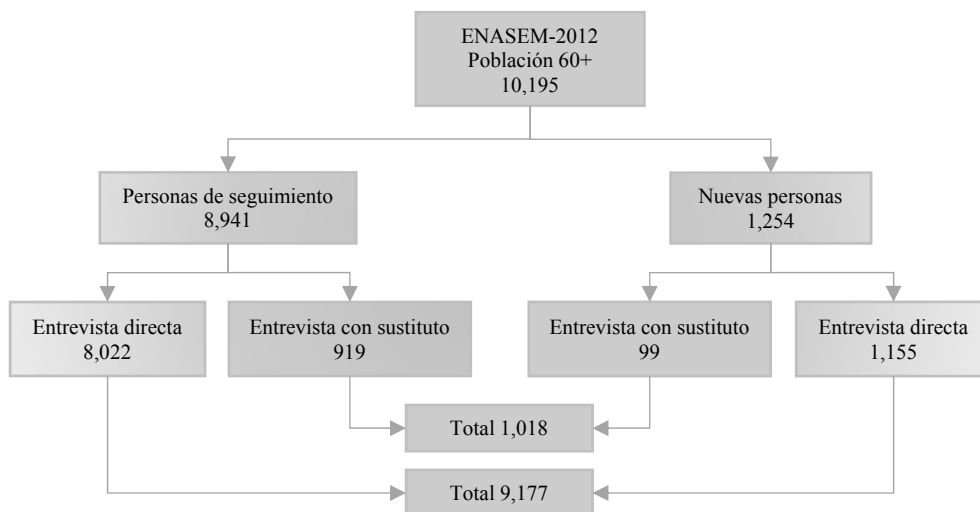 ENASEM-2012
Población 60+
10,195
Personas de seguimiento
8,941
Nuevas personas
1,254
Entrevista directa
8,022
Entrevista con sustituto
919
Entrevista con sustituto
99
Entrevista directa
1,155
Total 1,018
Total 9,177